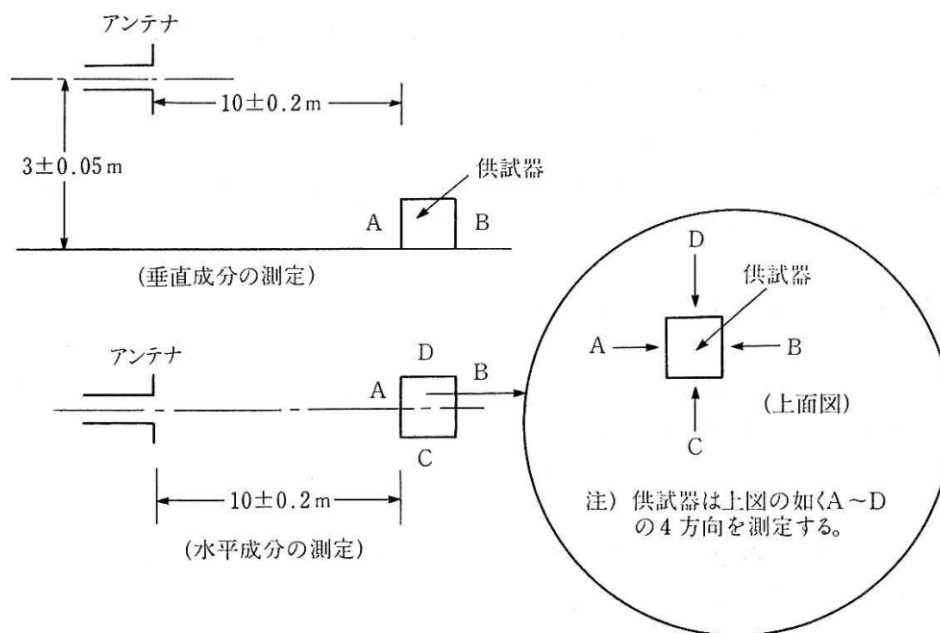 アンテナ
10±0.2m
3±0.05m
供試器
A
B
(垂直成分の測定)
アンテナ
D
A
B
C
10±0.2m
(水平成分の測定)
D
供試器
A
B
(上面図)
C
注) 供試器は上図の如くA～D
の4方向を測定する。